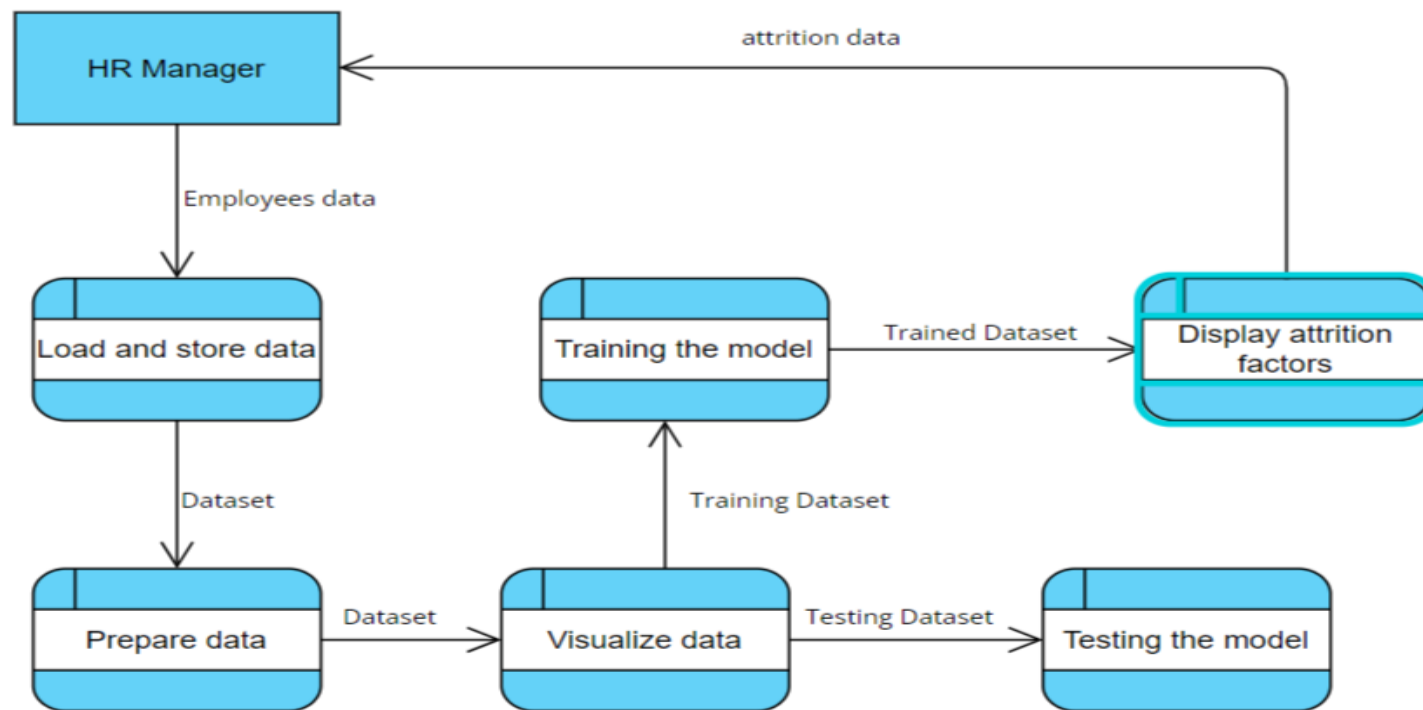 attrition data
HR Manager
Employees data
Load and store data
Training the model
Trained Dataset
Display attrition
factors
Dataset
Training Dataset
Prepare data
Dataset
Visualize data
Testing Dataset
Testing the model